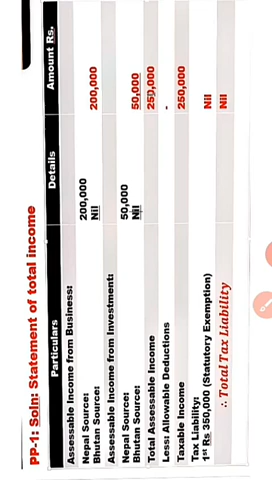 PP-1: Soln: Statement of total income
Particulars Details Amount Rs.
Assessable Income from Business:
Nepal Source: 200,000
Bhutan Source: Nil 200,000
Assessable Income from Investment:
Nepal Source: 50,000
Bhutan Source: Nil 50,000
Total Assessable Income 250,000
Less: Allowable Deductions -
Taxable Income 250,000
Tax Liability:
1st Rs 350,000 (Statutory Exemption) Nil
∴ Total Tax Liability Nil